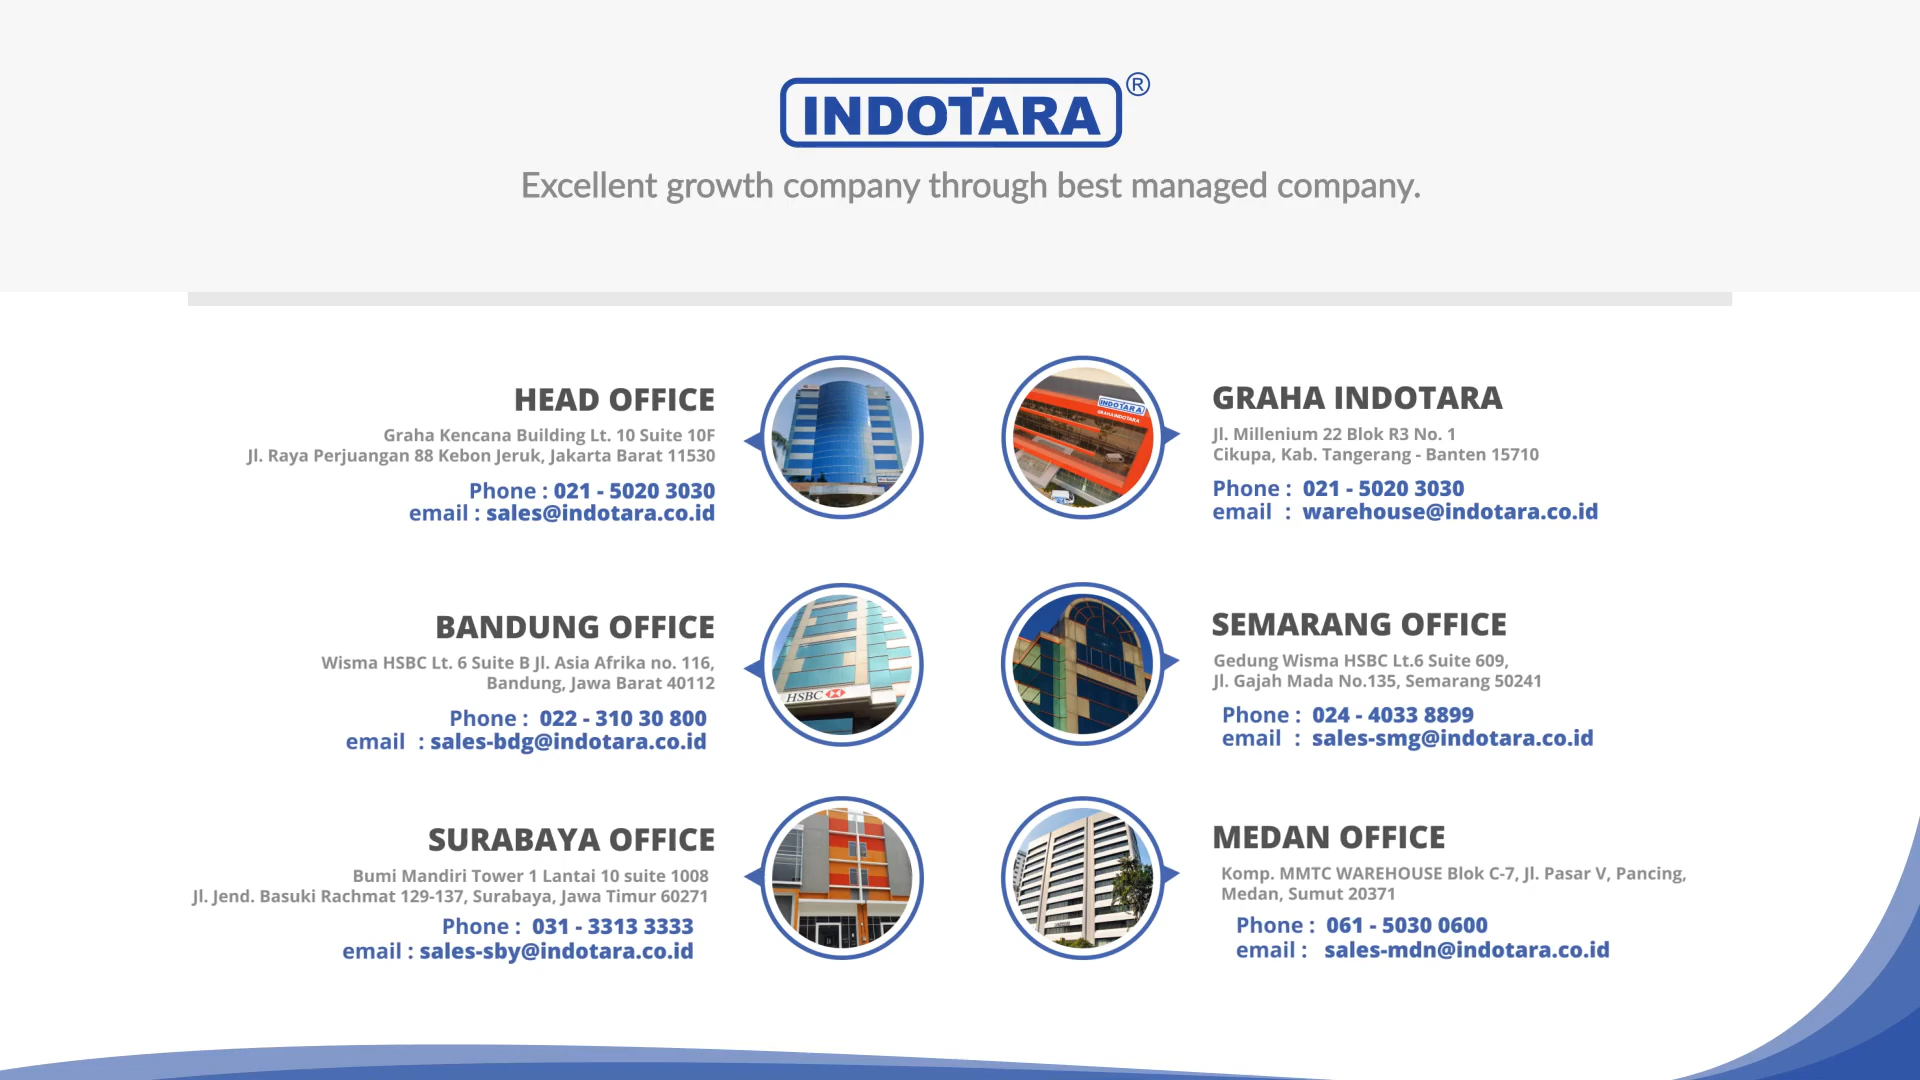 INDOTARA®
Excellent growth company through best managed company.
HEAD OFFICE
Graha Kencana Building Lt. 10 Suite 10F
Jl. Raya Perjuangan 88 Kebon Jeruk, Jakarta Barat 11530
Phone : 021 - 5020 3030
email : sales@indotara.co.id
INDOTARA
GRAHA INDOTARA
GRAHA INDOTARA
Jl. Millenium 22 Blok R3 No. 1
Cikupa, Kab. Tangerang - Banten 15710
Phone : 021 - 5020 3030
email : warehouse@indotara.co.id
BANDUNG OFFICE
Wisma HSBC Lt. 6 Suite B Jl. Asia Afrika no. 116,
Bandung, Jawa Barat 40112
Phone : 022 - 310 30 800
email : sales-bdg@indotara.co.id
HSBC
SEMARANG OFFICE
Gedung Wisma HSBC Lt.6 Suite 609,
Jl. Gajah Mada No.135, Semarang 50241
Phone : 024 - 4033 8899
email : sales-smg@indotara.co.id
SURABAYA OFFICE
Bumi Mandiri Tower 1 Lantai 10 suite 1008
Jl. Jend. Basuki Rachmat 129-137, Surabaya, Jawa Timur 60271
Phone : 031 - 3313 3333
email : sales-sby@indotara.co.id
MEDAN OFFICE
Komp. MMTC WAREHOUSE Blok C-7, Jl. Pasar V, Pancing,
Medan, Sumut 20371
Phone : 061 - 5030 0600
email : sales-mdn@indotara.co.id